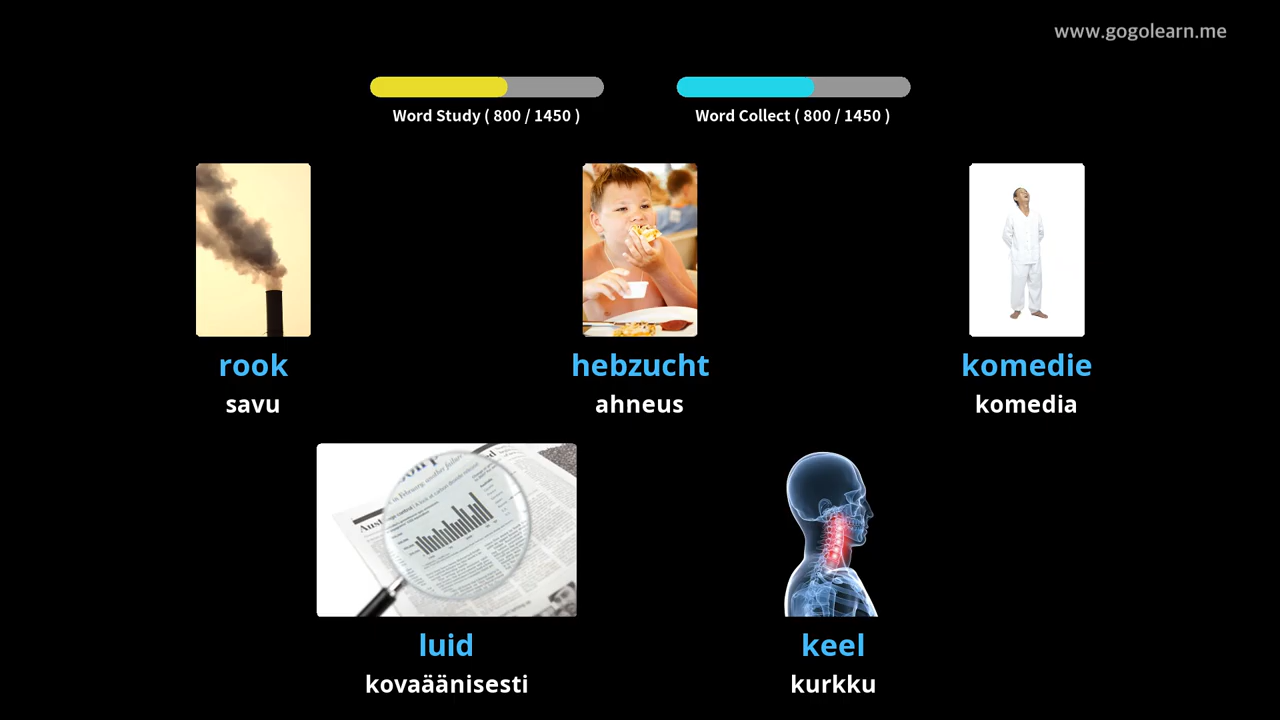 www.gogolearn.me
Word Study ( 800 / 1450 )
Word Collect ( 800 / 1450 )
rook
savu
hebzucht
ahneus
komedie
komedia
luid
kovaäänisesti
keel
kurkku